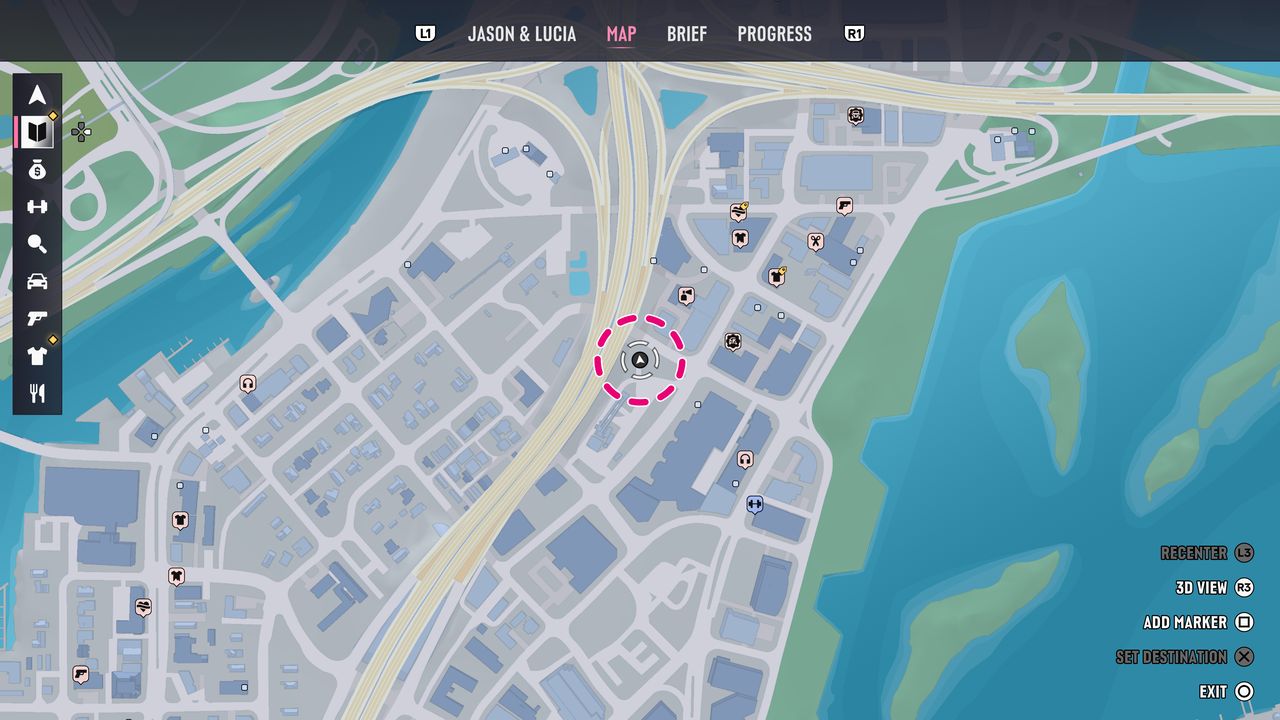 L1 JASON & LUCIA MAP BRIEF PROGRESS R1
RECENTER L3
3D VIEW R3
ADD MARKER
SET DESTINATION
EXIT